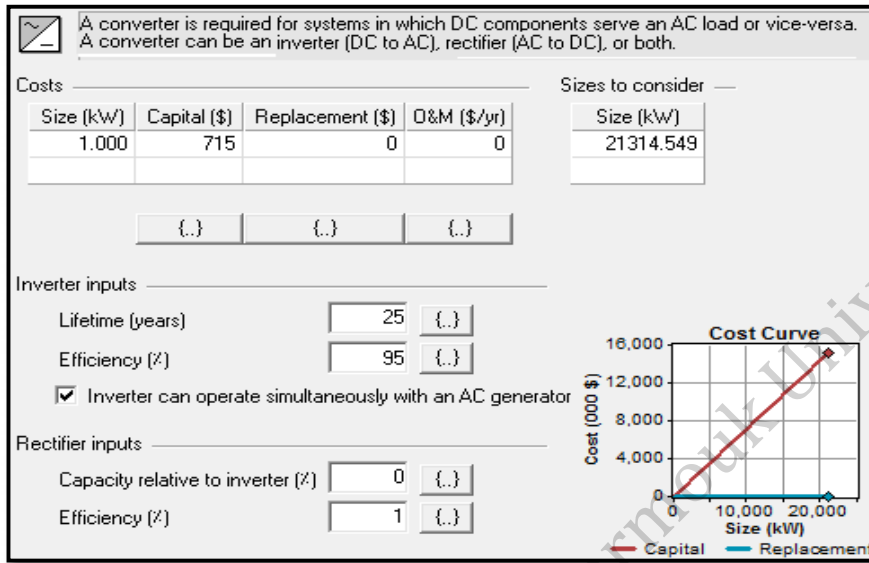 A converter is required for systems in which DC components serve an AC load or vice-versa.
A converter can be an inverter (DC to AC), rectifier (AC to DC), or both.
Costs
Sizes to consider
Size (kW) Capital ($) Replacement ($) O&M ($/yr)
Size (kW)
1.000 715 0 0
21314.549
{..} {..} {..}
Inverter inputs
Lifetime (years) 25 {..}
Efficiency (%) 95 {..}
Inverter can operate simultaneously with an AC generator
Rectifier inputs
Capacity relative to inverter (%) 0 {..}
Efficiency (%) 1 {..}
Cost Curve
Cost (000 $)
16,000
12,000
8,000
4,000
0
0 10,000 20,000
Size (kW)
Capital Replacement